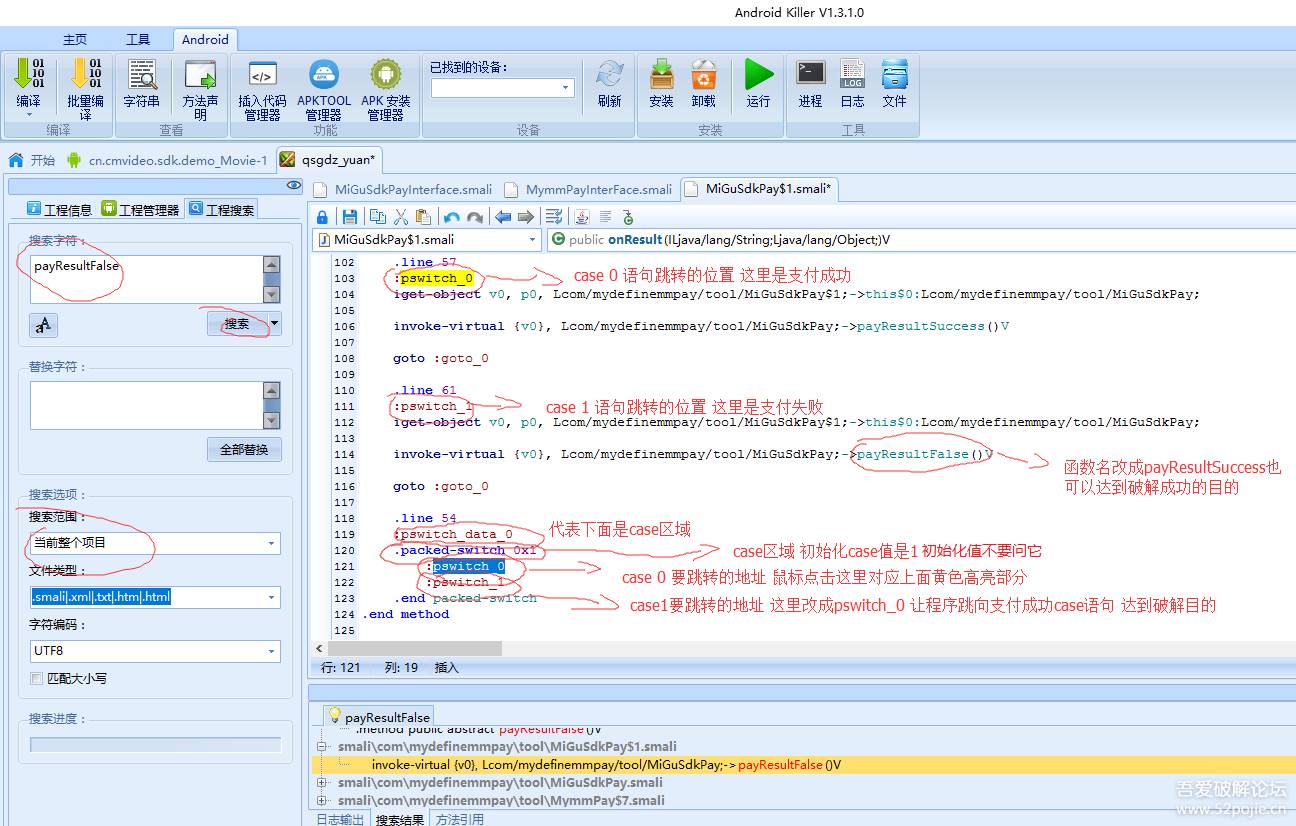 Android Killer V1.3.1.0
主页 工具 Android
编译 批量编译 字符串 方法声明 插入代码管理器 APKTOOL 管理器 APK 安装管理器 已找到的设备: 刷新 安装 卸载 运行 进程 日志 文件
编译 查看 功能 设备 安装 工具
开始 cn.cmvideo.sdk.demo_Movie-1 qsgdz_yuan*
工程信息 工程管理器 工程搜索
搜索字符:
payResultFalse
搜索
替换字符:
全部替换
搜索选项:
搜索范围:
当前整个项目
文件类型:
.smali|.xml|.txt|.htm|.html
字符编码:
UTF8
匹配大小写
搜索进度:
MiGuSdkPayInterface.smali MymmPayInterFace.smali MiGuSdkPay$1.smali*
MiGuSdkPay$1.smali public onResult(ILjava/lang/String;Ljava/lang/Object;)V
102 .line 57
103 :pswitch_0 case 0 语句跳转的位置 这里是支付成功
104 iget-object v0, p0, Lcom/mydefinemmpay/tool/MiGuSdkPay$1;->this$0:Lcom/mydefinemmpay/tool/MiGuSdkPay;
105
106 invoke-virtual {v0}, Lcom/mydefinemmpay/tool/MiGuSdkPay;->payResultSuccess()V
107
108 goto :goto_0
109
110 .line 61
111 :pswitch_1 case 1 语句跳转的位置 这里是支付失败
112 iget-object v0, p0, Lcom/mydefinemmpay/tool/MiGuSdkPay$1;->this$0:Lcom/mydefinemmpay/tool/MiGuSdkPay;
113
114 invoke-virtual {v0}, Lcom/mydefinemmpay/tool/MiGuSdkPay;->payResultFalse()V
函数名改成payResultSuccess也
可以达到破解成功的目的
115
116 goto :goto_0
117
118 .line 54
119 :pswitch_data_0 代表下面是case区域
120 .packed-switch 0x1 case区域 初始化case值是1 初始化值不要问它
121 :pswitch_0 case 0 要跳转的地址 鼠标点击这里对应上面黄色高亮部分
122 :pswitch_1 case1要跳转的地址 这里改成pswitch_0 让程序跳向支付成功case语句 达到破解目的
123 .end packed-switch
124 .end method
125
行: 121 列: 19 插入
payResultFalse
.method public abstract payResultFalse()V
smali\com\mydefinemmpay\tool\MiGuSdkPay$1.smali
invoke-virtual {v0}, Lcom/mydefinemmpay/tool/MiGuSdkPay;->payResultFalse()V
smali\com\mydefinemmpay\tool\MiGuSdkPay.smali
smali\com\mydefinemmpay\tool\MymmPay$7.smali
日志输出 搜索结果 方法引用
吾爱破解论坛
www.52pojie.cn